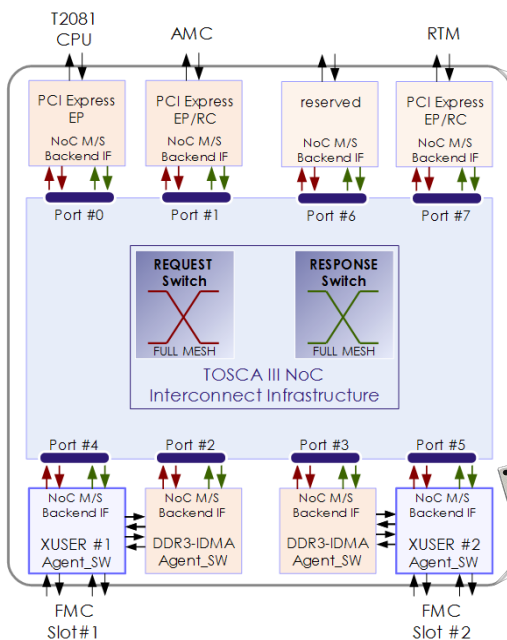 T2081
CPU
AMC
RTM
PCI Express
EP
NoC M/S
Backend IF
PCI Express
EP/RC
NoC M/S
Backend IF
reserved
NoC M/S
Backend IF
PCI Express
EP/RC
NoC M/S
Backend IF
Port #0
Port #1
Port #6
Port #7
REQUEST
Switch
FULL MESH
RESPONSE
Switch
FULL MESH
TOSCA III NoC
Interconnect Infrastructure
Port #4
Port #2
Port #3
Port #5
NoC M/S
Backend IF
XUSER #1
Agent_SW
NoC M/S
Backend IF
DDR3-IDMA
Agent_SW
NoC M/S
Backend IF
DDR3-IDMA
Agent_SW
NoC M/S
Backend IF
XUSER #2
Agent_SW
FMC
Slot#1
FMC
Slot #2